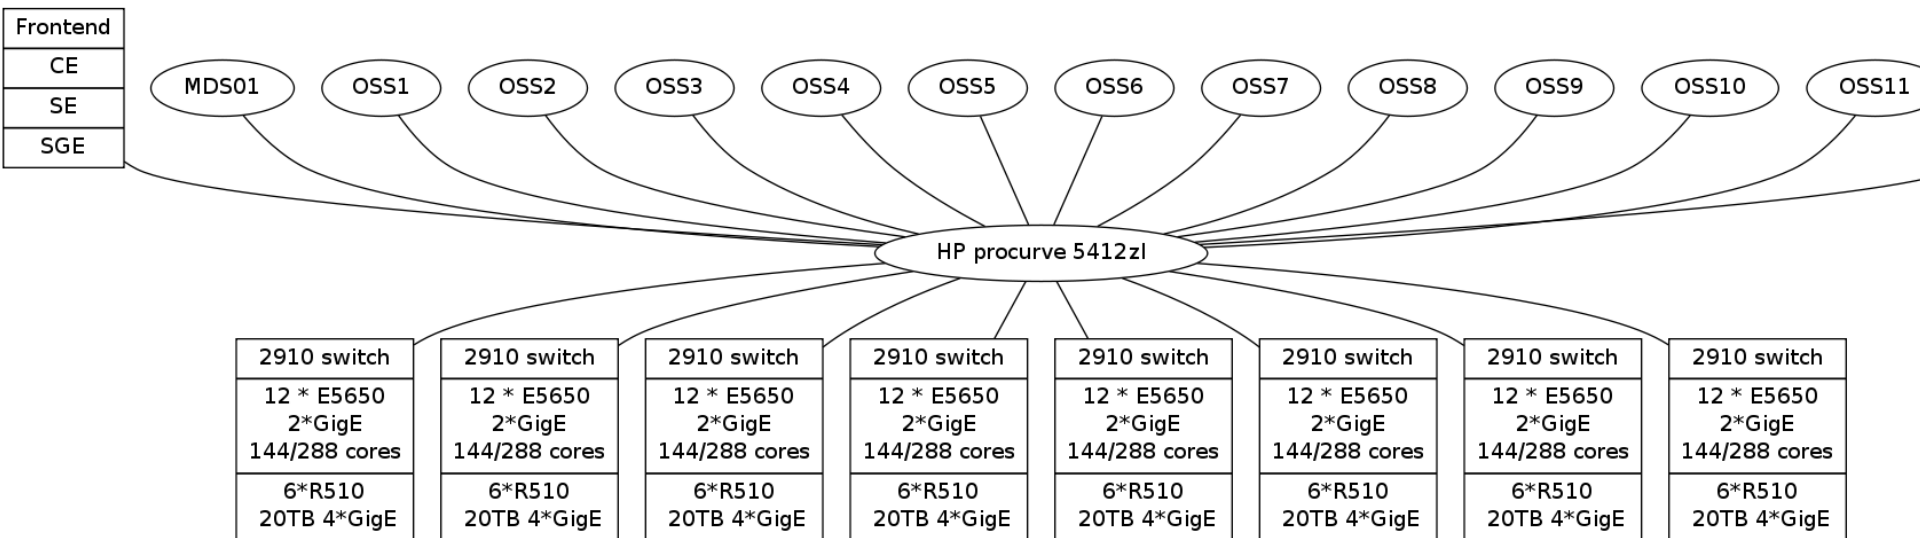 Frontend
CE
SE
SGE
MDS01
OSS1
OSS2
OSS3
OSS4
OSS5
OSS6
OSS7
OSS8
OSS9
OSS10
OSS11
HP procurve 5412zl
2910 switch
12 * E5650
2*GigE
144/288 cores
6*R510
20TB 4*GigE
2910 switch
12 * E5650
2*GigE
144/288 cores
6*R510
20TB 4*GigE
2910 switch
12 * E5650
2*GigE
144/288 cores
6*R510
20TB 4*GigE
2910 switch
12 * E5650
2*GigE
144/288 cores
6*R510
20TB 4*GigE
2910 switch
12 * E5650
2*GigE
144/288 cores
6*R510
20TB 4*GigE
2910 switch
12 * E5650
2*GigE
144/288 cores
6*R510
20TB 4*GigE
2910 switch
12 * E5650
2*GigE
144/288 cores
6*R510
20TB 4*GigE
2910 switch
12 * E5650
2*GigE
144/288 cores
6*R510
20TB 4*GigE